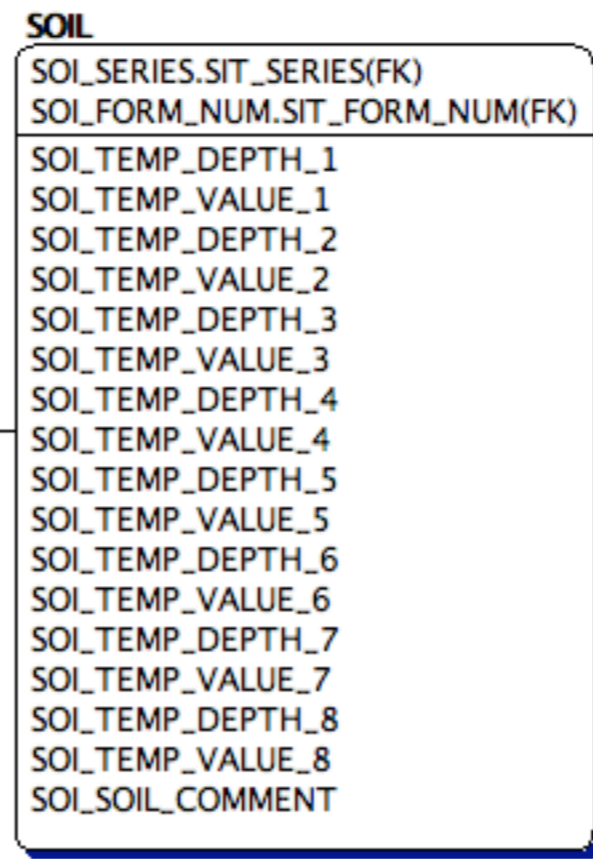 SOIL
SOI_SERIES.SIT_SERIES(FK)
SOI_FORM_NUM.SIT_FORM_NUM(FK)
SOI_TEMP_DEPTH_1
SOI_TEMP_VALUE_1
SOI_TEMP_DEPTH_2
SOI_TEMP_VALUE_2
SOI_TEMP_DEPTH_3
SOI_TEMP_VALUE_3
SOI_TEMP_DEPTH_4
SOI_TEMP_VALUE_4
SOI_TEMP_DEPTH_5
SOI_TEMP_VALUE_5
SOI_TEMP_DEPTH_6
SOI_TEMP_VALUE_6
SOI_TEMP_DEPTH_7
SOI_TEMP_VALUE_7
SOI_TEMP_DEPTH_8
SOI_TEMP_VALUE_8
SOI_SOIL_COMMENT